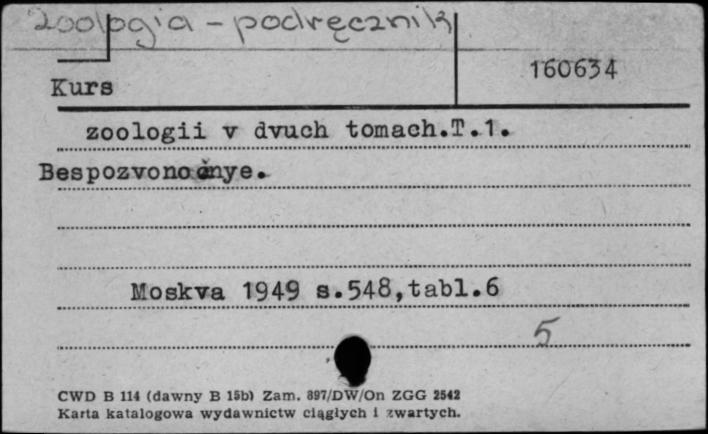 zoologia - podręcznik
160634
Kurs
zoologii v dvuch tomach.T.1.
Bespozvonočnye.
Moskva 1949 s.548,tabl.6
5
CWD B 114 (dawny B 15b) Zam. 897/DW/On ZGG 2542
Karta katalogowa wydawnictw ciągłych i zwartych.